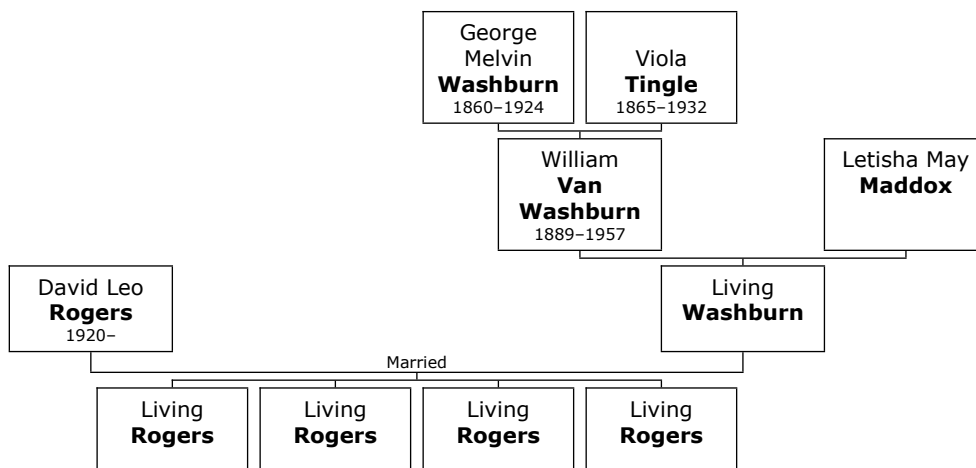 George
Melvin
Washburn
1860–1924
Viola
Tingle
1865–1932
William
Van
Washburn
1889–1957
Letisha May
Maddox
David Leo
Rogers
1920–
Living
Washburn
Married
Living
Rogers
Living
Rogers
Living
Rogers
Living
Rogers